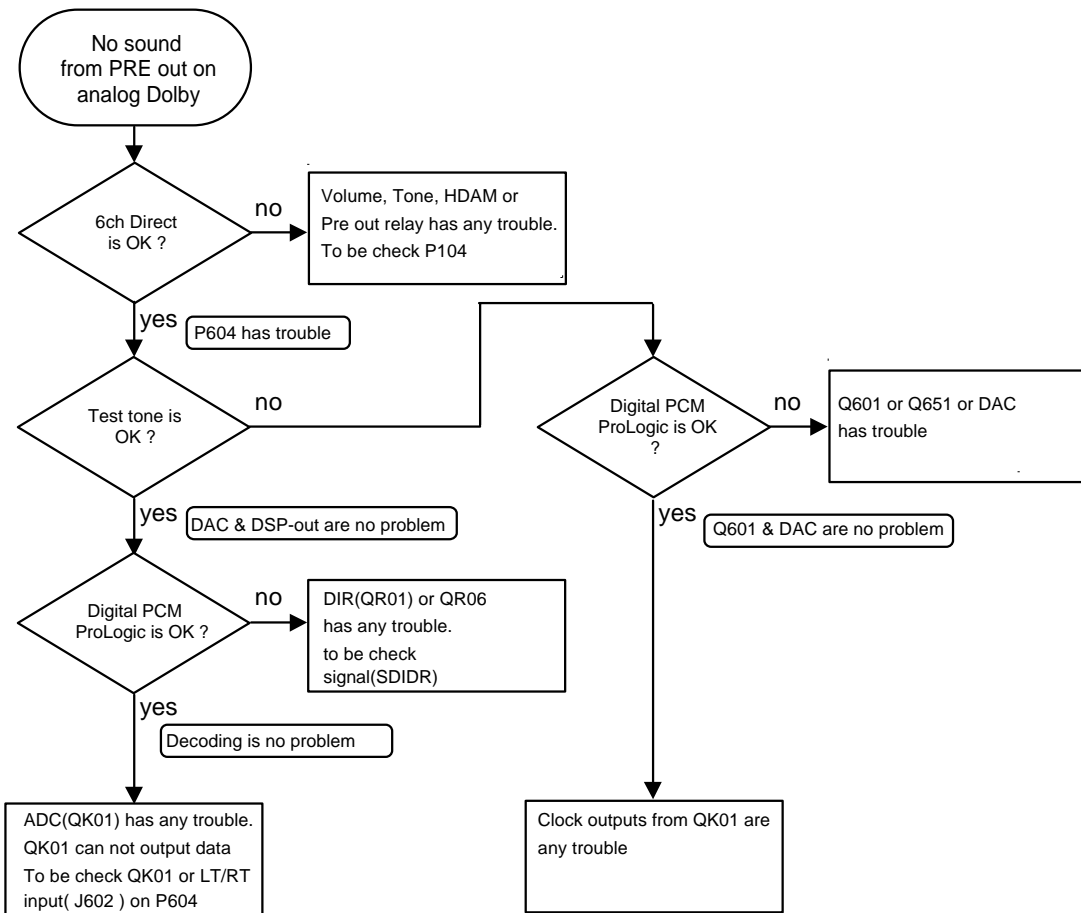 No sound
from PRE out on
analog Dolby
6ch Direct
is OK ?
no
Volume, Tone, HDAM or
Pre out relay has any trouble.
To be check P104
yes
P604 has trouble
Test tone is
OK ?
no
Digital PCM
ProLogic is OK
?
no
Q601 or Q651 or DAC
has trouble
yes
DAC & DSP-out are no problem
yes
Q601 & DAC are no problem
Digital PCM
ProLogic is OK ?
no
DIR(QR01) or QR06
has any trouble.
to be check
signal(SDIDR)
yes
Decoding is no problem
ADC(QK01) has any trouble.
QK01 can not output data
To be check QK01 or LT/RT
input( J602 ) on P604
Clock outputs from QK01 are
any trouble